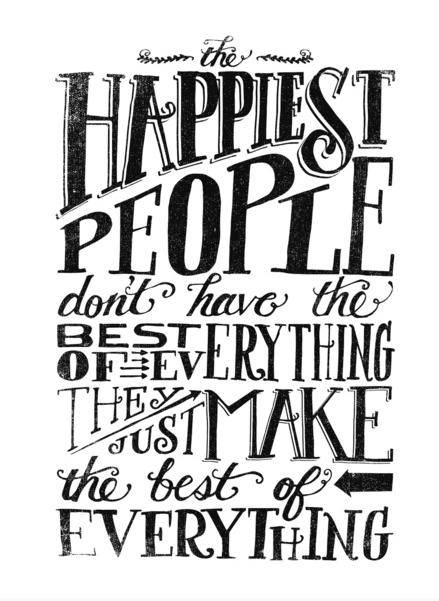 the
HAPPIEST
PEOPLE
don't have the
BEST
OF EVERYTHING
THEY
JUST MAKE
the best of
EVERYTHING